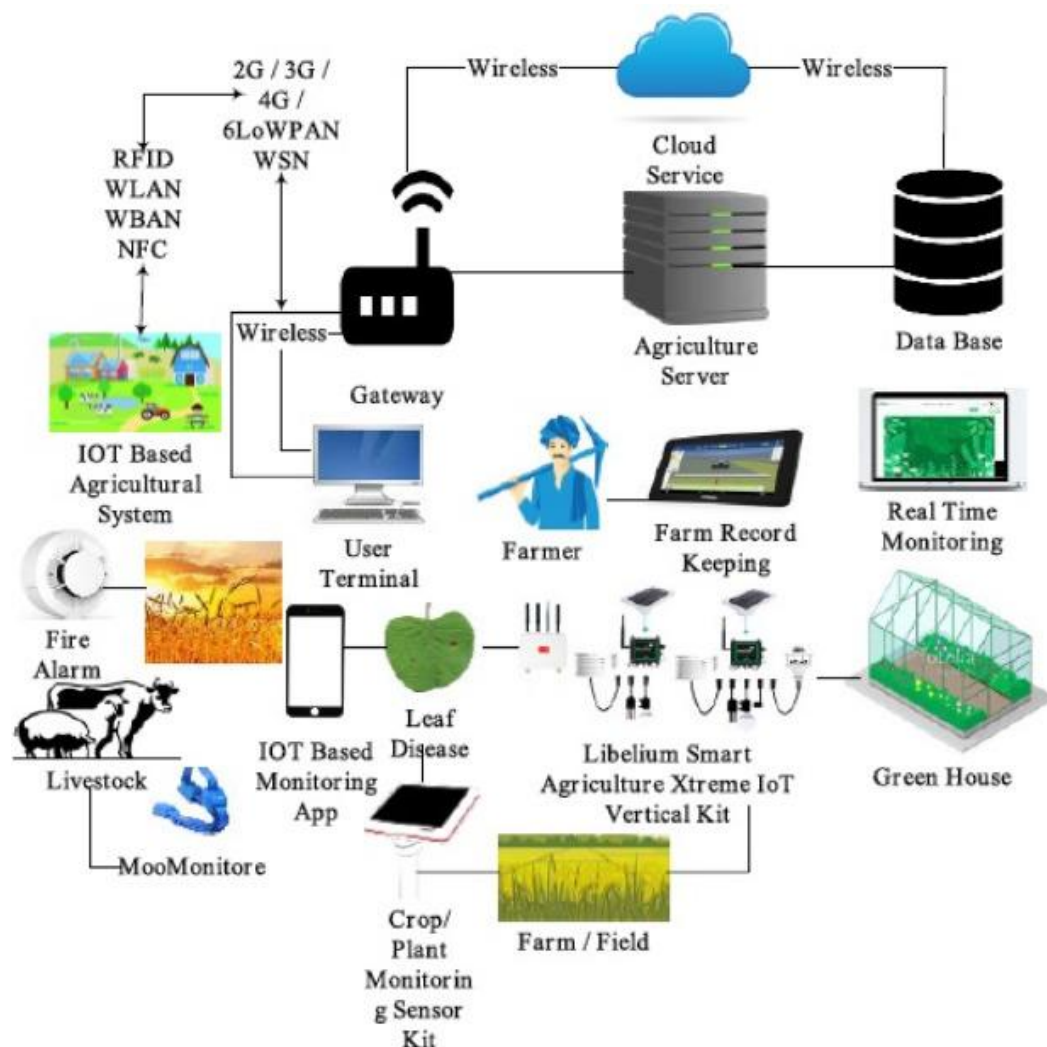 2G / 3G /
4G /
6LoWPAN
WSN
Wireless
Wireless
Cloud
Service
RFID
WLAN
WBAN
NFC
Wireless
Gateway
Agriculture
Server
Data Base
IOT Based
Agricultural
System
User
Terminal
Farmer
Farm Record
Keeping
Real Time
Monitoring
Fire
Alarm
Livestock
MooMonitore
IOT Based
Monitoring
App
Leaf
Disease
Libelium Smart
Agriculture Xtreme IoT
Vertical Kit
Green House
Crop/
Plant
Monitorin
g Sensor
Kit
Farm / Field